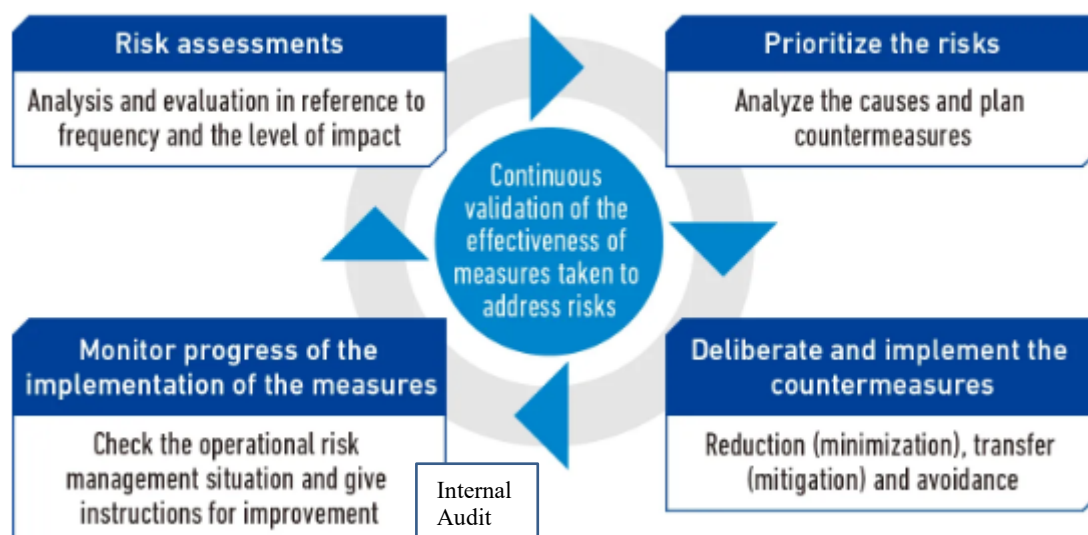 Risk assessments
Analysis and evaluation in reference to
frequency and the level of impact
Prioritize the risks
Analyze the causes and plan
countermeasures
Continuous
validation of the
effectiveness of
measures taken to
address risks
Monitor progress of the
implementation of the measures
Check the operational risk
management situation and give
instructions for improvement
Internal
Audit
Deliberate and implement the
countermeasures
Reduction (minimization), transfer
(mitigation) and avoidance